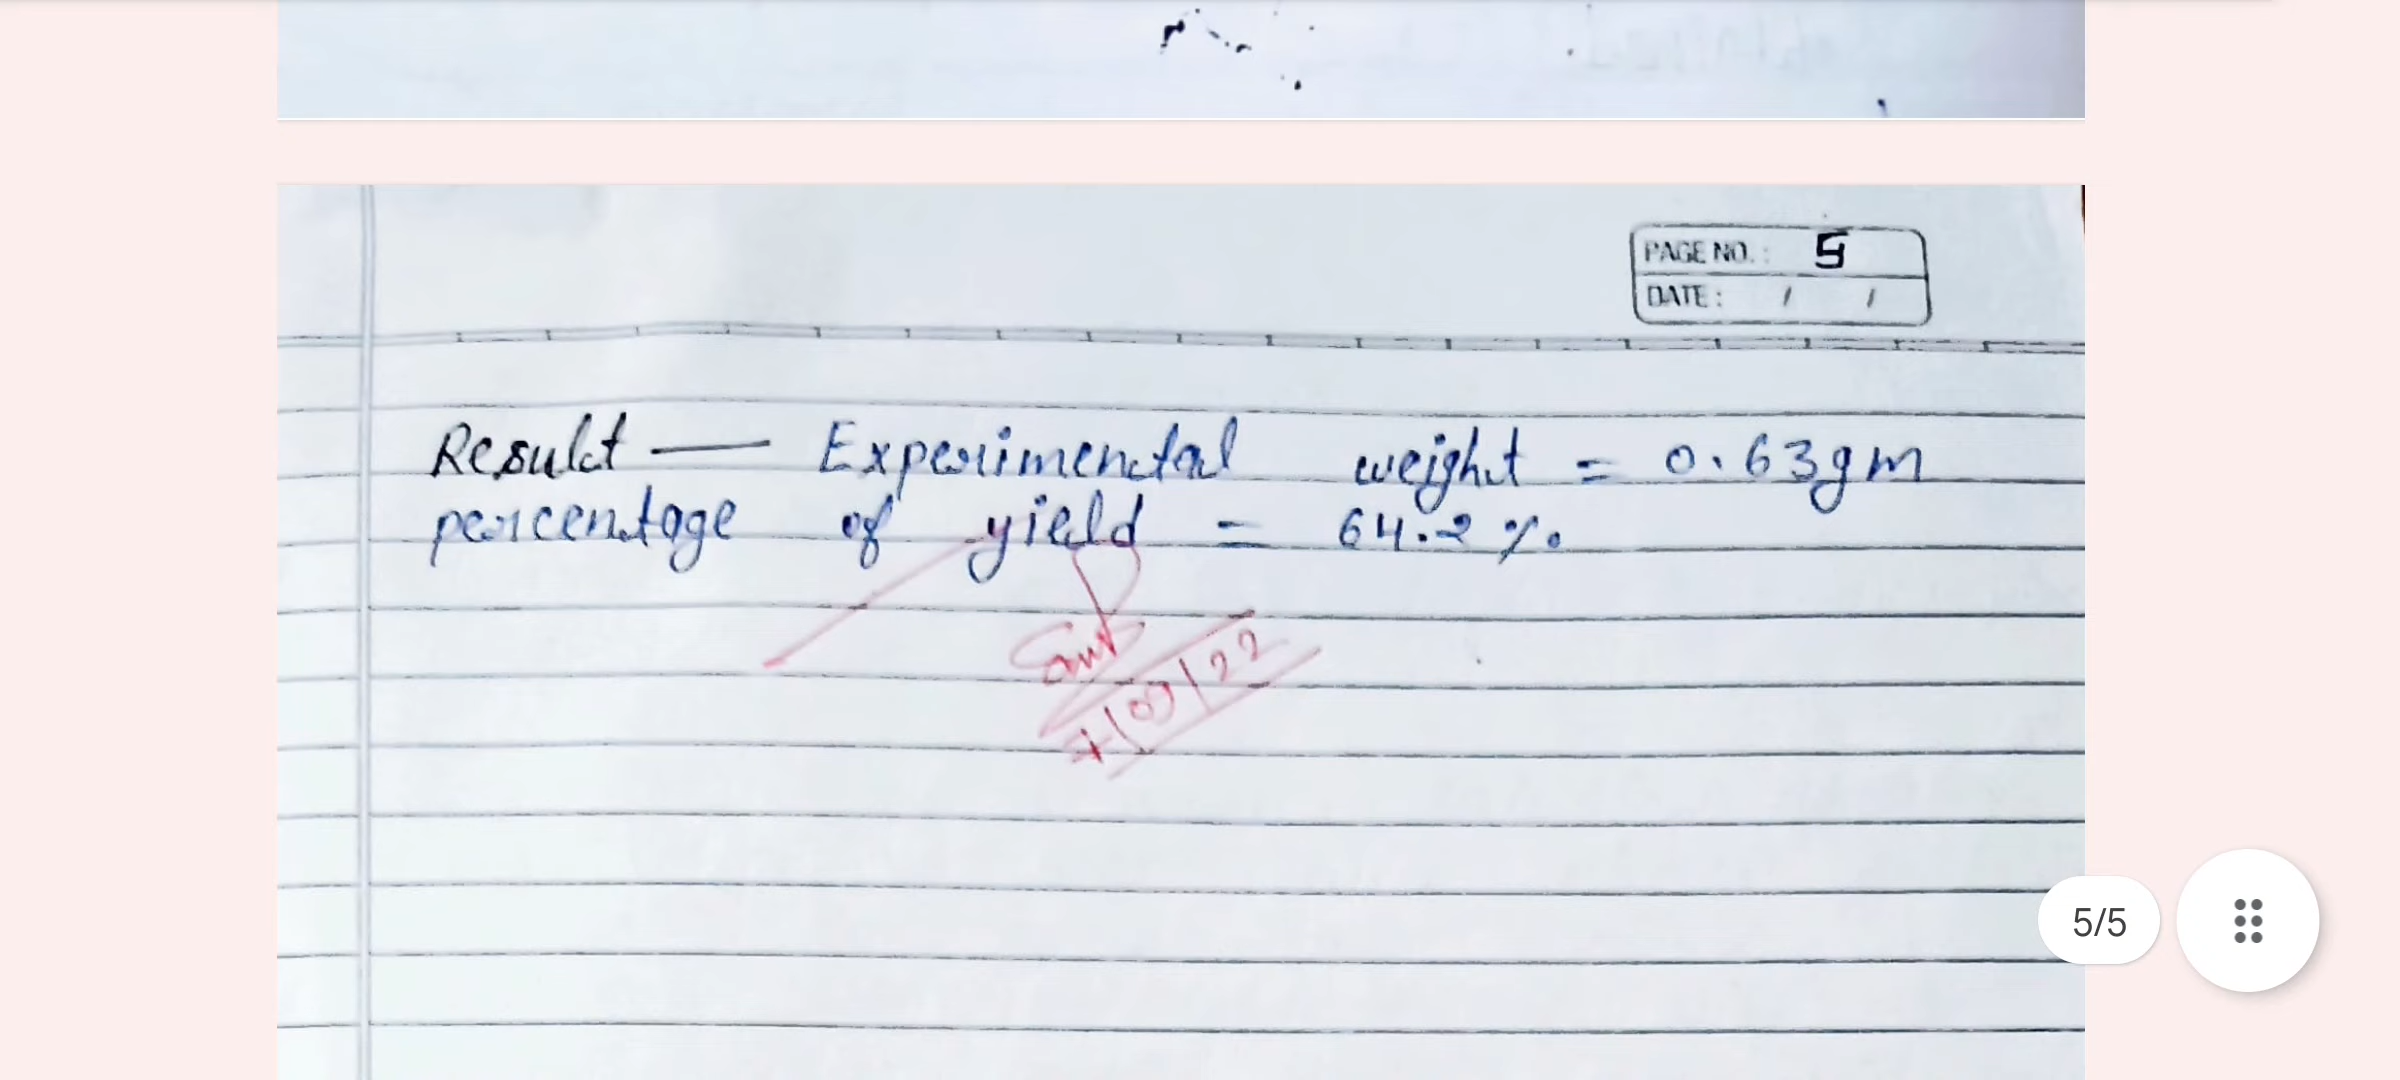 PAGE NO. : 5
DATE : / /
Result — Experimental weight = 0.63gm
percentage of yield = 64.2 %.
5/5